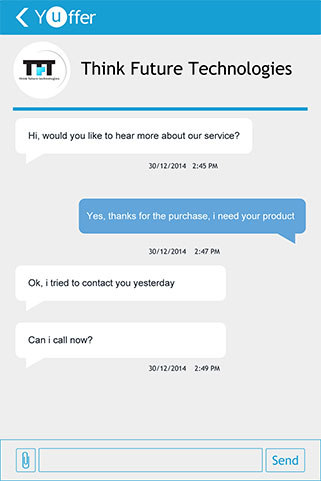 Yuffer
TFT
think future technologies
Think Future Technologies
Hi, would you like to hear more about our service?
30/12/2014 2:45 PM
Yes, thanks for the purchase, i need your product
30/12/2014 2:47 PM
Ok, i tried to contact you yesterday
Can i call now?
30/12/2014 2:49 PM
Send